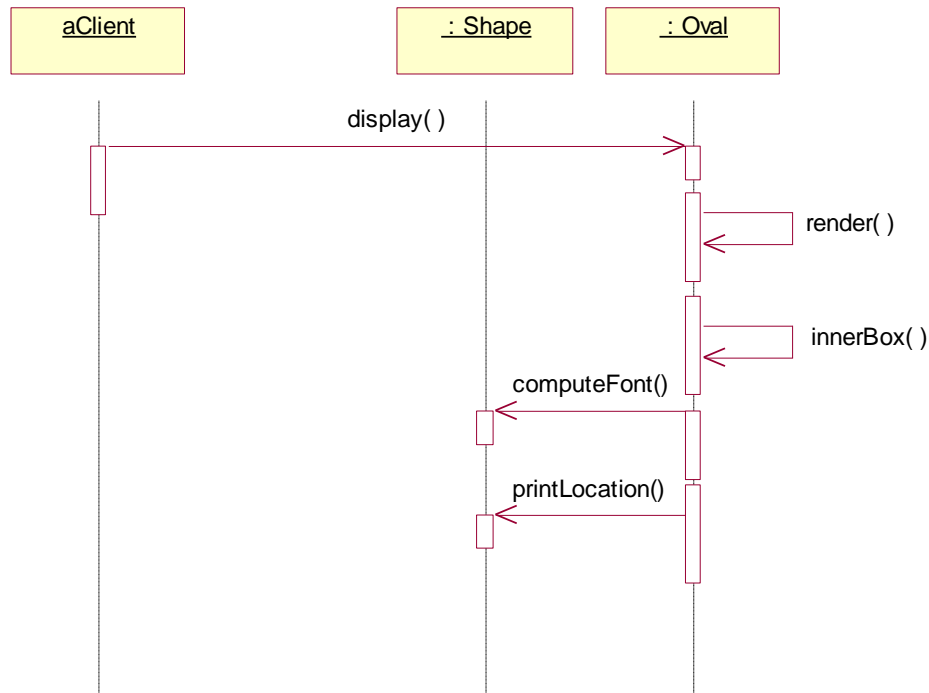 aClient
: Shape
: Oval
display( )
render( )
innerBox( )
computeFont()
printLocation()